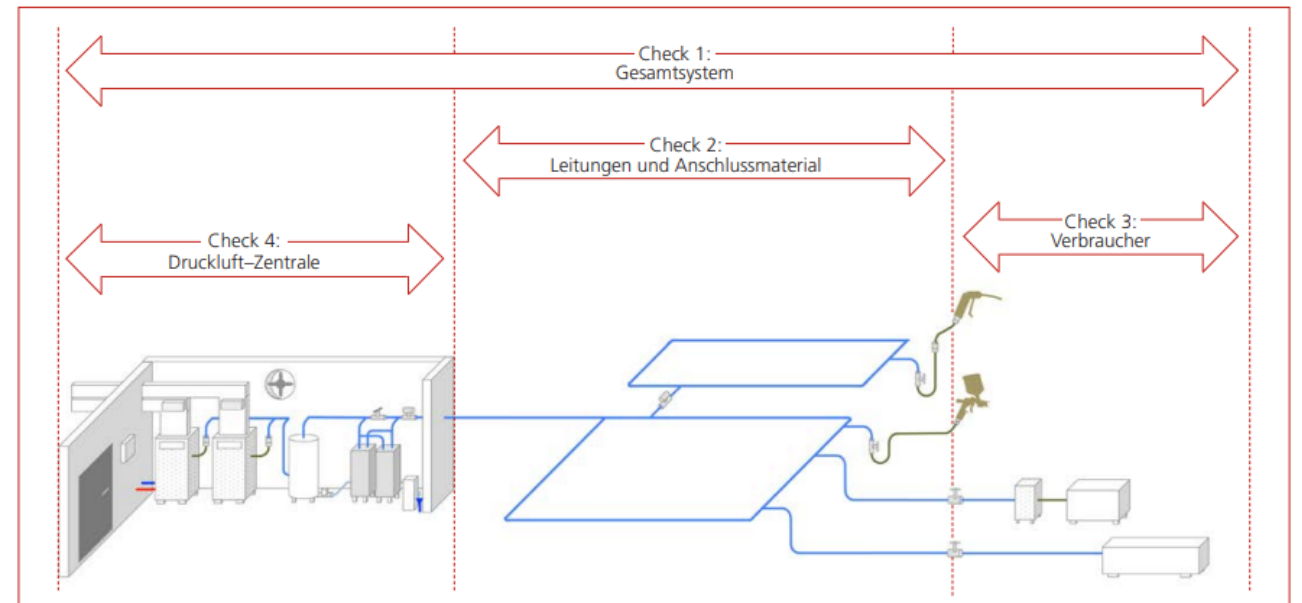 Check 1:
Gesamtsystem
Check 2:
Leitungen und Anschlussmaterial
Check 3:
Verbraucher
Check 4:
Druckluft–Zentrale